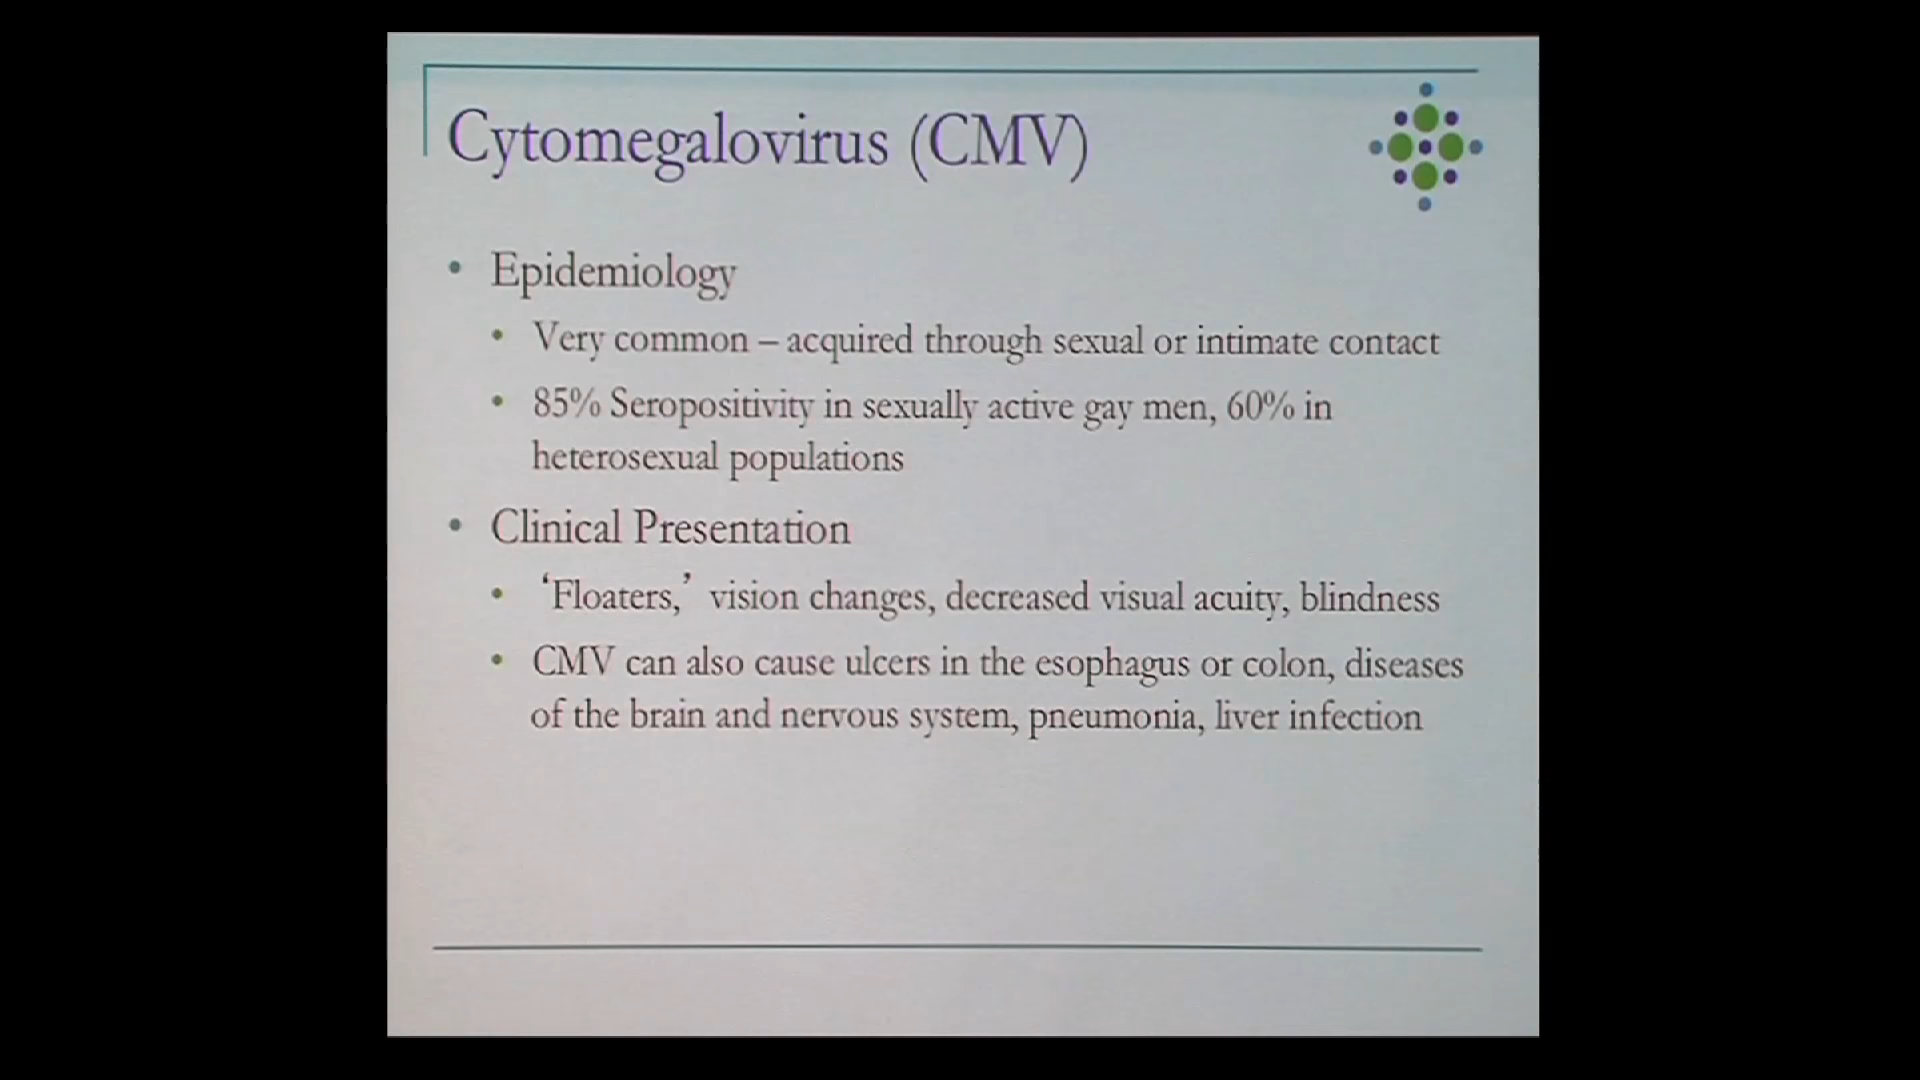 Cytomegalovirus (CMV)
• Epidemiology
• Very common – acquired through sexual or intimate contact
• 85% Seropositivity in sexually active gay men, 60% in
heterosexual populations
• Clinical Presentation
• ‘Floaters,’ vision changes, decreased visual acuity, blindness
• CMV can also cause ulcers in the esophagus or colon, diseases
of the brain and nervous system, pneumonia, liver infection